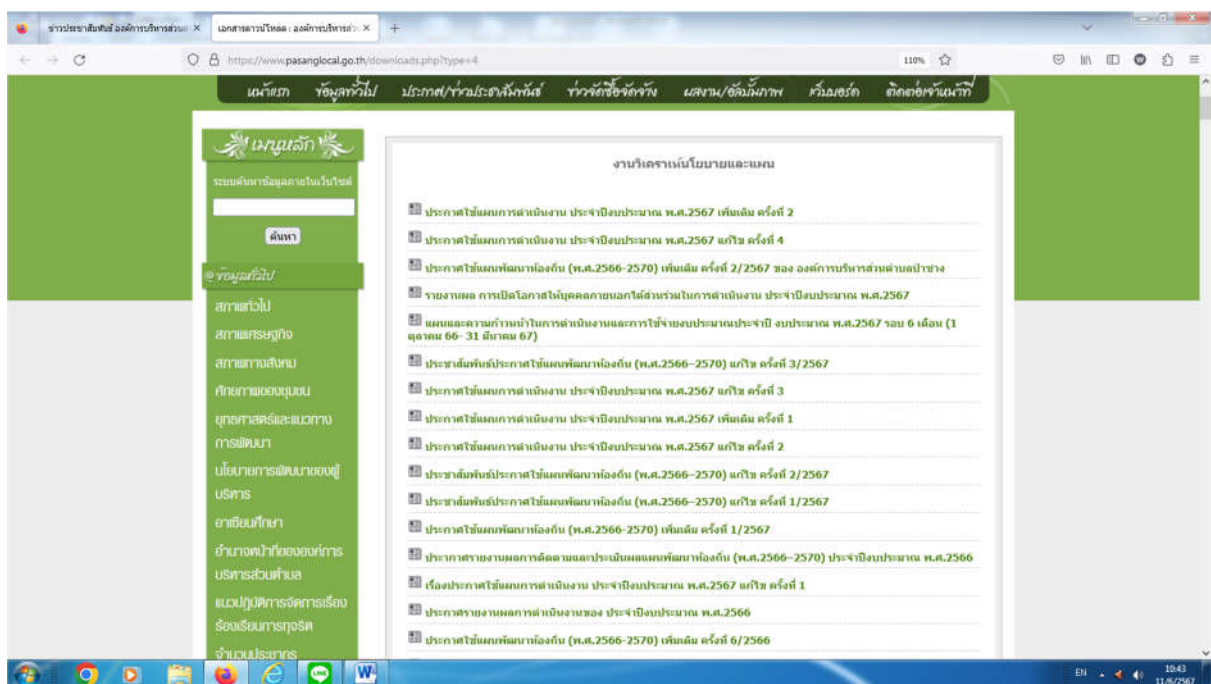 ข่าวประชาสัมพันธ์ องค์การบริหารส่วน
เอกสารดาวน์โหลด : องค์การบริหารส่ว
https://www.pasanglocal.go.th/downloads.php?type=4
110%
หน้าแรก ข้อมูลทั่วไป ประกาศ/ข่าวประชาสัมพันธ์ ข่าวจัดซื้อจัดจ้าง ผลงาน/อัลบั้มภาพ เว็บบอร์ด ติดต่อเจ้าหน้าที่
เมนูหลัก
ระบบค้นหาข้อมูลภายในเว็บไซต์
ค้นหา
ข้อมูลทั่วไป
สภาพทั่วไป
สภาพเศรษฐกิจ
สภาพทางสังคม
ศักยภาพของชุมชน
ยุทธศาสตร์และแนวทาง
การพัฒนา
นโยบายการพัฒนาของผู้
บริหาร
อาเซียนศึกษา
อำนาจหน้าที่ขององค์การ
บริหารส่วนตำบล
แนวปฏิบัติการจัดการเรื่อง
ร้องเรียนการทุจริต
จำนวนประชากร
งานวิเคราะห์นโยบายและแผน
ประกาศใช้แผนการดำเนินงาน ประจำปีงบประมาณ พ.ศ.2567 เพิ่มเติม ครั้งที่ 2
ประกาศใช้แผนการดำเนินงาน ประจำปีงบประมาณ พ.ศ.2567 แก้ไข ครั้งที่ 4
ประกาศใช้แผนพัฒนาท้องถิ่น (พ.ศ.2566-2570) เพิ่มเติม ครั้งที่ 2/2567 ของ องค์การบริหารส่วนตำบลป่าซาง
รายงานผล การเปิดโอกาสให้บุคคลภายนอกได้ส่วนร่วมในการดำเนินงาน ประจำปีงบประมาณ พ.ศ.2567
แผนและความก้าวหน้าในการดำเนินงานและการใช้จ่ายงบประมาณประจำปี งบประมาณ พ.ศ.2567 รอบ 6 เดือน (1
ตุลาคม 66- 31 มีนาคม 67)
ประชาสัมพันธ์ประกาศใช้แผนพัฒนาท้องถิ่น (พ.ศ.2566–2570) แก้ไข ครั้งที่ 3/2567
ประกาศใช้แผนการดำเนินงาน ประจำปีงบประมาณ พ.ศ.2567 แก้ไข ครั้งที่ 3
ประกาศใช้แผนการดำเนินงาน ประจำปีงบประมาณ พ.ศ.2567 เพิ่มเติม ครั้งที่ 1
ประกาศใช้แผนการดำเนินงาน ประจำปีงบประมาณ พ.ศ.2567 แก้ไข ครั้งที่ 2
ประชาสัมพันธ์ประกาศใช้แผนพัฒนาท้องถิ่น (พ.ศ.2566–2570) แก้ไข ครั้งที่ 2/2567
ประชาสัมพันธ์ประกาศใช้แผนพัฒนาท้องถิ่น (พ.ศ.2566–2570) แก้ไข ครั้งที่ 1/2567
ประกาศใช้แผนพัฒนาท้องถิ่น (พ.ศ.2566-2570) เพิ่มเติม ครั้งที่ 1/2567
ประากาศรายงานผลการติดตามและประเมินผลแผนพัฒนาท้องถิ่น (พ.ศ.2566–2570) ประจำปีงบประมาณ พ.ศ.2566
เรื่องประกาศใช้แผนการดำเนินงาน ประจำปีงบประมาณ พ.ศ.2567 แก้ไข ครั้งที่ 1
ประกาศรายงานผลการดำเนินงานของ ประจำปีงบประมาณ พ.ศ.2566
ประกาศใช้แผนพัฒนาท้องถิ่น (พ.ศ.2566-2570) เพิ่มเติม ครั้งที่ 6/2566
EN
10:43
11/6/2567